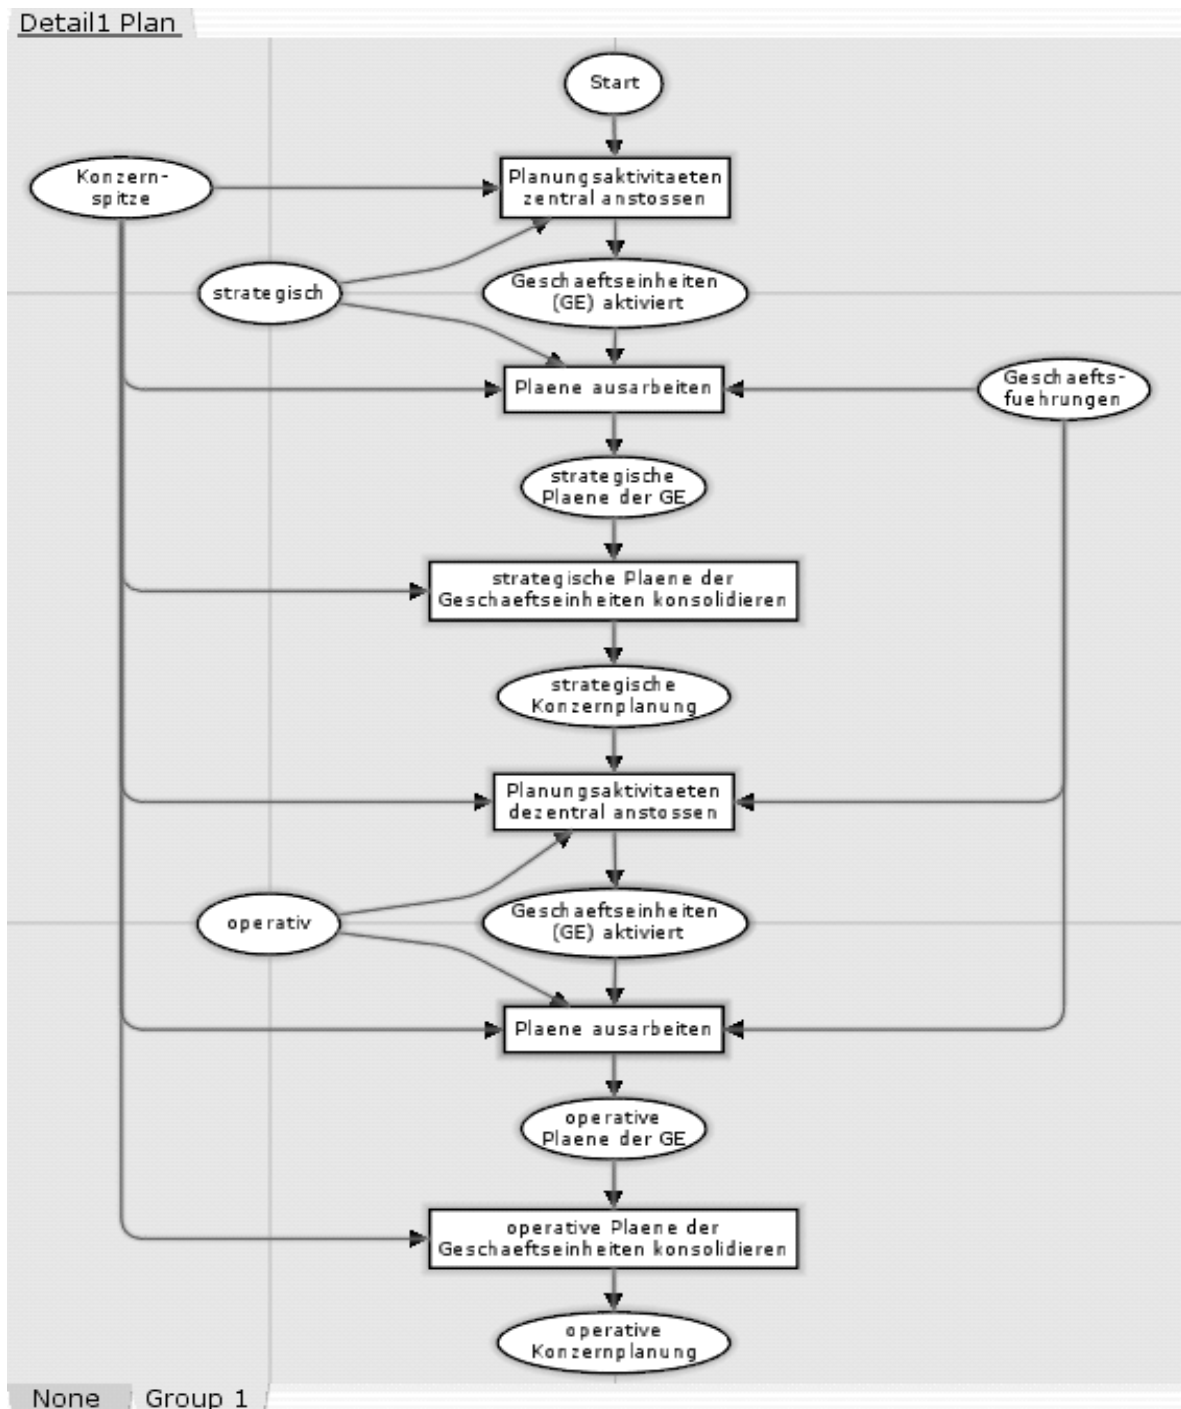 Detail1 Plan
Start
Konzern-
spitze
Planungsaktivitaeten
zentral anstossen
strategisch
Geschaeftseinheiten
(GE) aktiviert
Plaene ausarbeiten
Geschaefts-
fuehrungen
strategische
Plaene der GE
strategische Plaene der
Geschaeftseinheiten konsolidieren
strategische
Konzernplanung
Planungsaktivitaeten
dezentral anstossen
operativ
Geschaeftseinheiten
(GE) aktiviert
Plaene ausarbeiten
operative
Plaene der GE
operative Plaene der
Geschaeftseinheiten konsolidieren
operative
Konzernplanung
None
Group 1